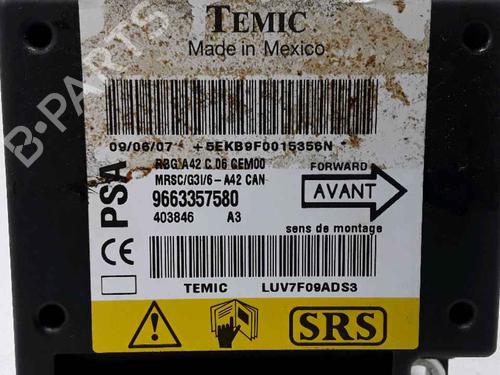 TEMIC
Made in Mexico
09/06/07 +5EKB9F0015356N
RBG A42 C 06 GEM00
MRSC/G3I/6-A42 CAN
9663357580
403846 A3
PSA
CE
FORWARD
AVANT
sens de montage
TEMIC LUV7F09ADS3
SRS
B-PARTS